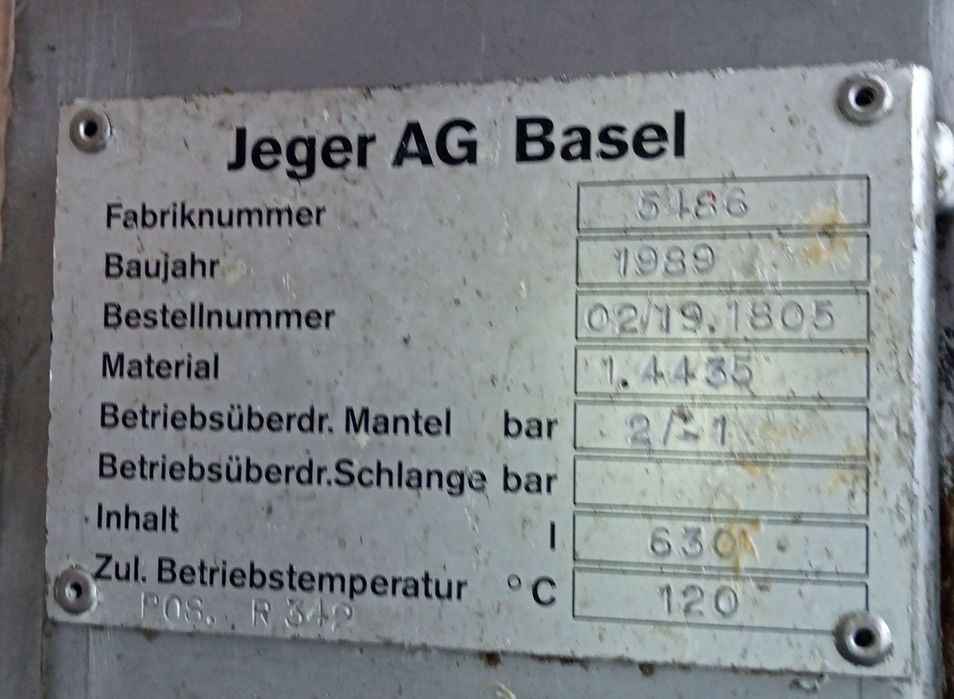 Jeger AG Basel
Fabriknummer 5486
Baujahr 1989
Bestellnummer 02/19.1805
Material 1.4435
Betriebsüberdr. Mantel bar 2/-1
Betriebsüberdr.Schlange bar
Inhalt l 630
Zul. Betriebstemperatur °C 120
POS. R 342